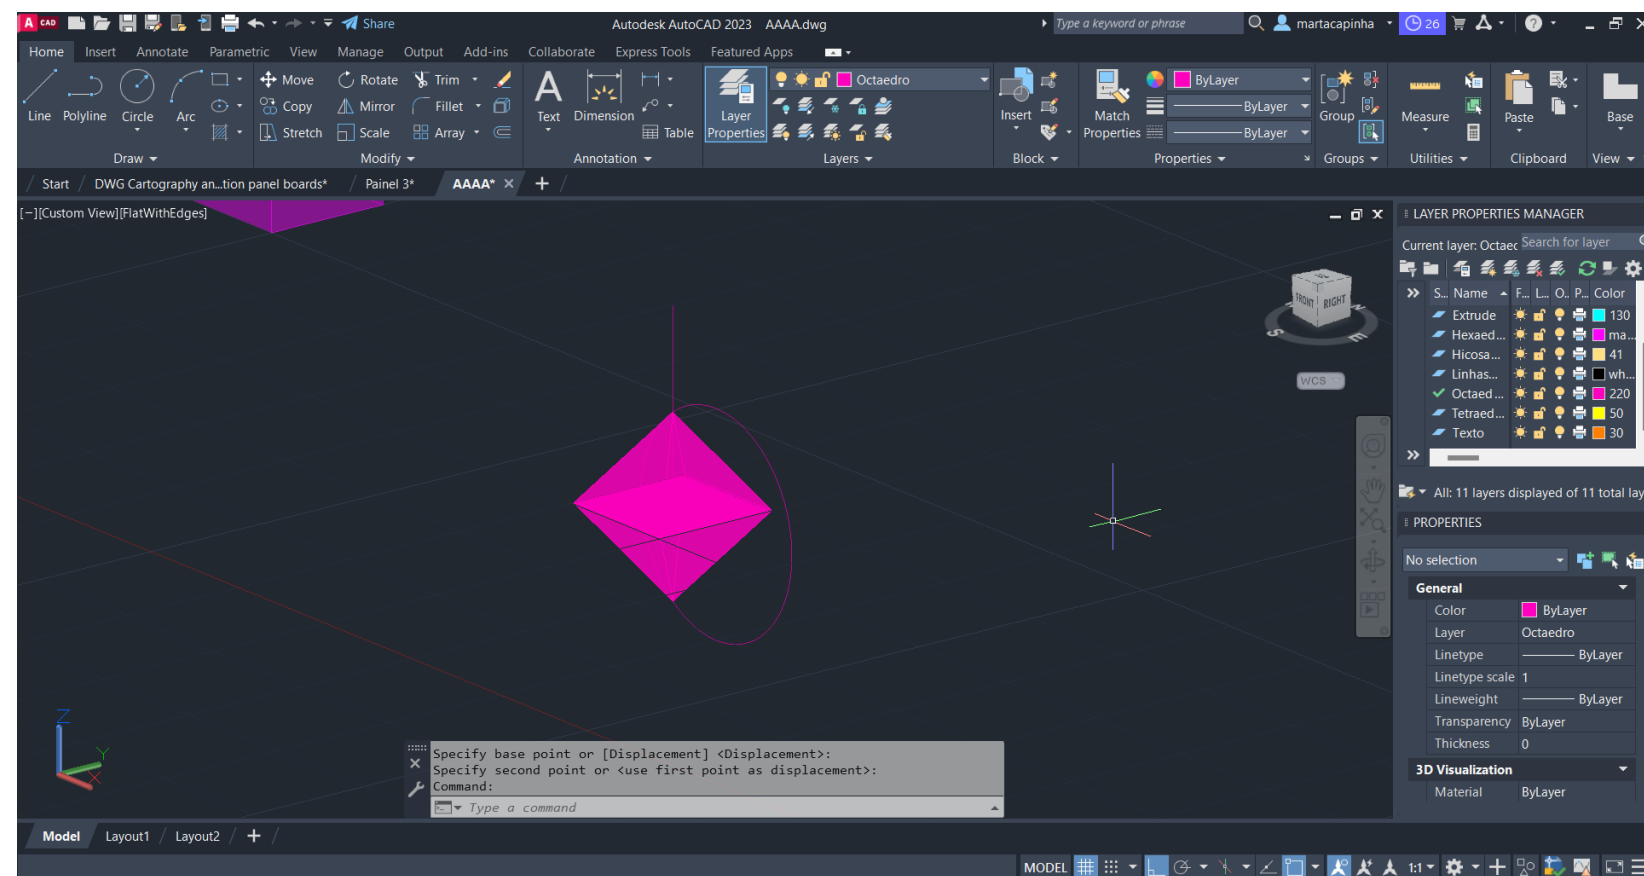 A CAD Share Autodesk AutoCAD 2023 AAAA.dwg Type a keyword or phrase martacapinha 26
Home Insert Annotate Parametric View Manage Output Add-ins Collaborate Express Tools Featured Apps
Move Rotate Trim Octaedro ByLayer
Line Polyline Circle Arc Copy Mirror Fillet Text Dimension Layer Properties Insert Match Properties ByLayer Group Measure Paste Base
Stretch Scale Array Table ByLayer
Draw Modify Annotation Layers Block Properties Groups Utilities Clipboard View
Start DWG Cartography an...tion panel boards* Painel 3* AAAA*
[−][Custom View][FlatWithEdges]
FRONT RIGHT
S E
WCS
LAYER PROPERTIES MANAGER
Current layer: Octaec Search for layer
S.. Name F... L... O.. P... Color
Extrude 130
Hexaed... ma...
Hicosa... 41
Linhas... wh...
Octaed... 220
Tetraed... 50
Texto 30
All: 11 layers displayed of 11 total lay
PROPERTIES
No selection
General
Color ByLayer
Layer Octaedro
Linetype ByLayer
Linetype scale 1
Lineweight ByLayer
Transparency ByLayer
Thickness 0
3D Visualization
Material ByLayer
Z
Y
X
Specify base point or [Displacement] <Displacement>:
Specify second point or <use first point as displacement>:
Command:
Type a command
Model Layout1 Layout2
MODEL 1:1